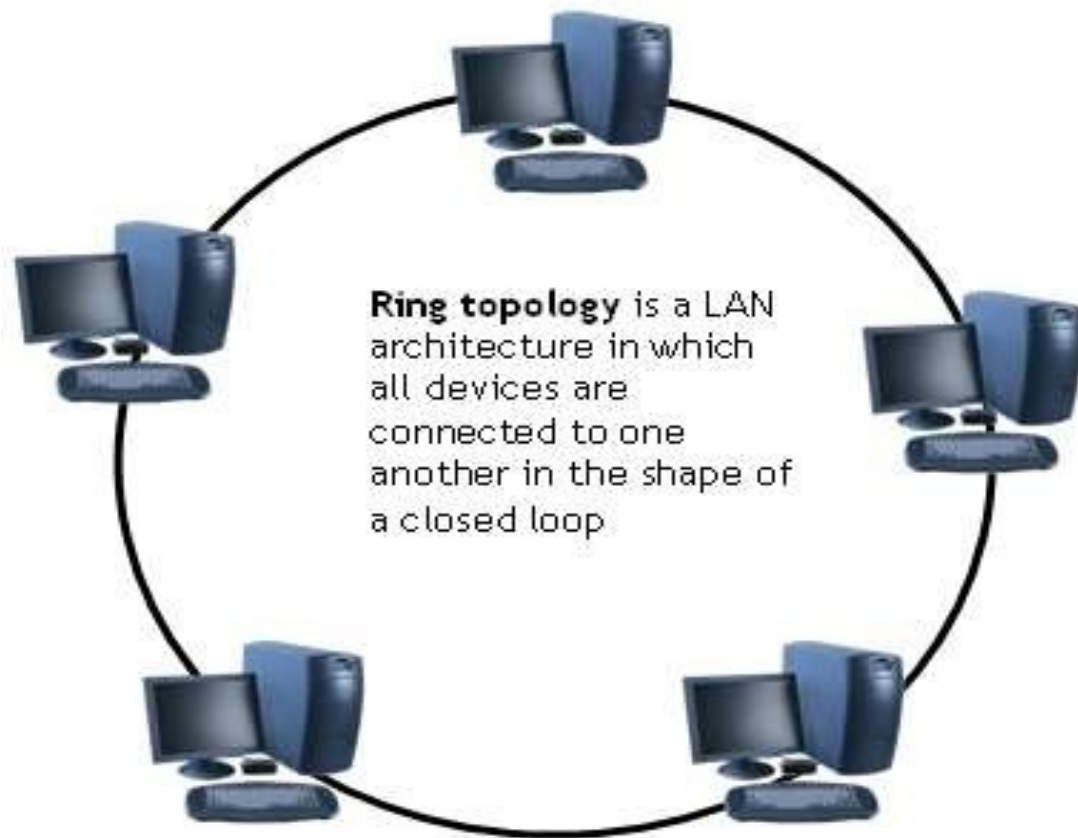 Ring topology is a LAN
architecture in which
all devices are
connected to one
another in the shape of
a closed loop